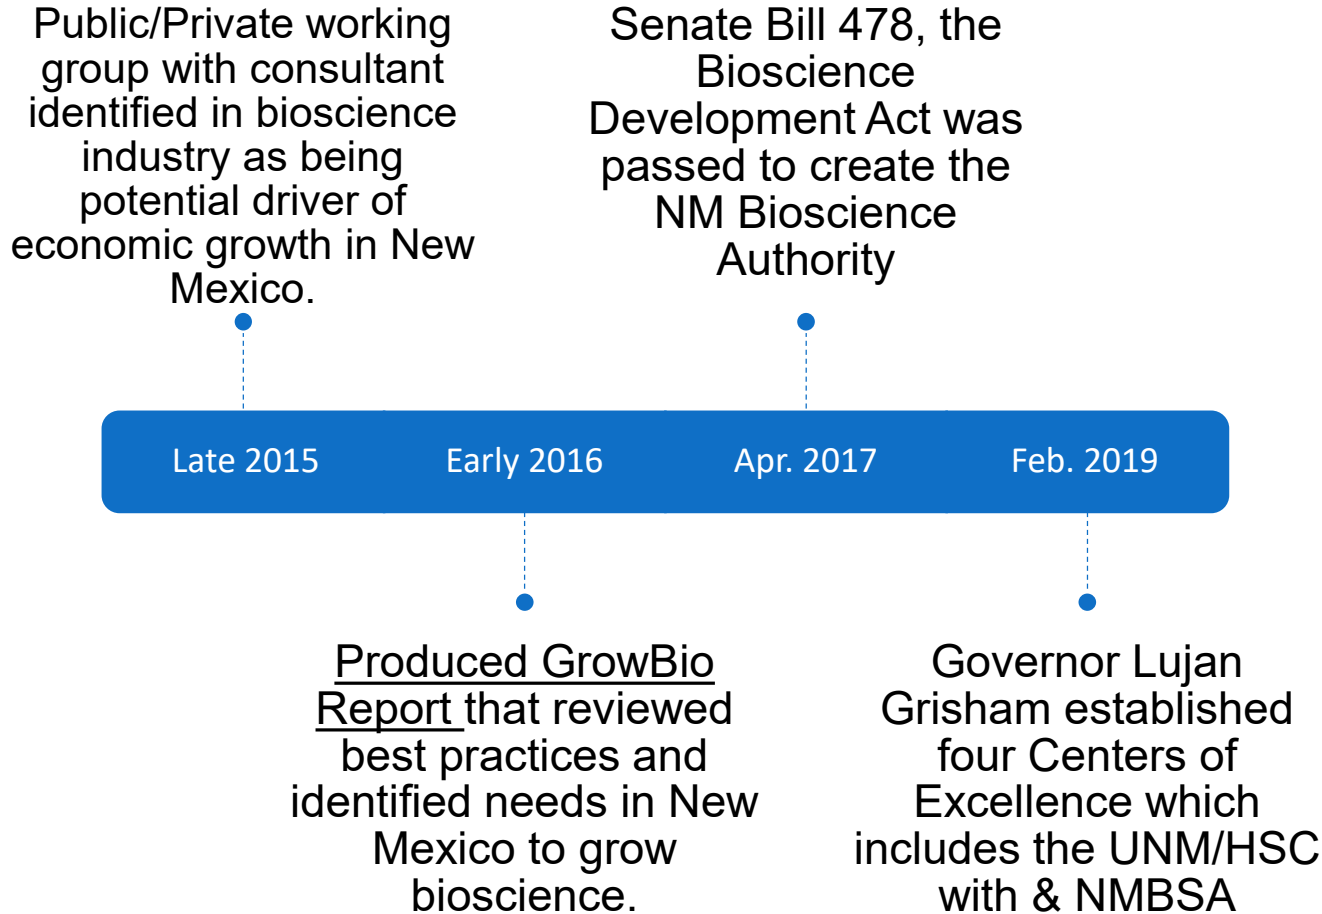 Public/Private working
group with consultant
identified in bioscience
industry as being
potential driver of
economic growth in New
Mexico.
Senate Bill 478, the
Bioscience
Development Act was
passed to create the
NM Bioscience
Authority
Late 2015
Early 2016
Apr. 2017
Feb. 2019
Produced GrowBio
Report that reviewed
best practices and
identified needs in New
Mexico to grow
bioscience.
Governor Lujan
Grisham established
four Centers of
Excellence which
includes the UNM/HSC
with & NMBSA